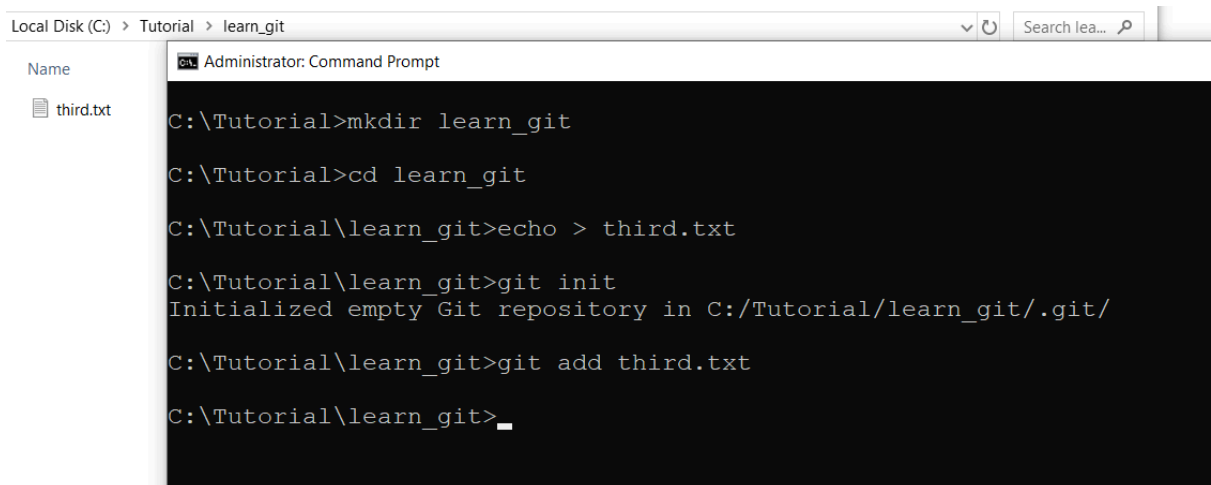 Local Disk (C:) > Tutorial > learn_git
Search lea...
Name
third.txt
Administrator: Command Prompt
C:\Tutorial>mkdir learn_git
C:\Tutorial>cd learn_git
C:\Tutorial\learn_git>echo > third.txt
C:\Tutorial\learn_git>git init
Initialized empty Git repository in C:/Tutorial/learn_git/.git/
C:\Tutorial\learn_git>git add third.txt
C:\Tutorial\learn_git>